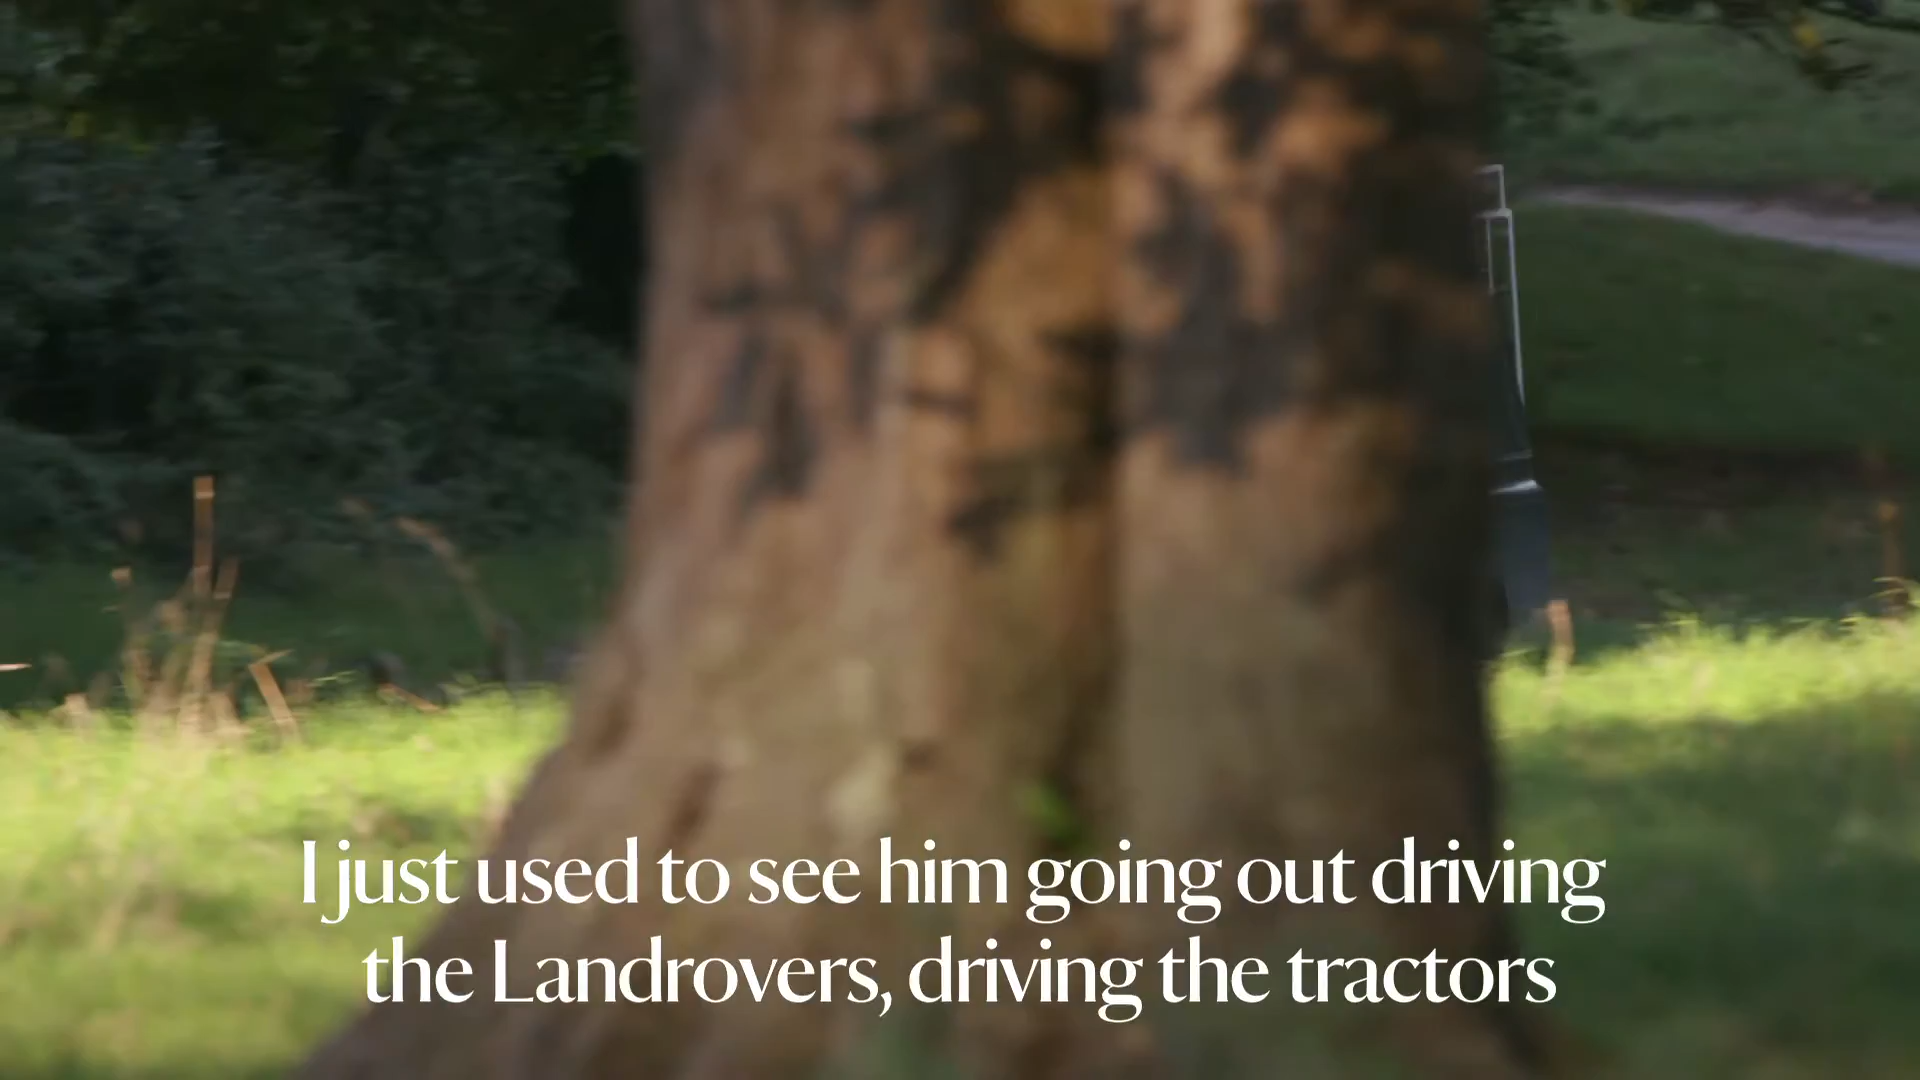 I just used to see him going out driving
the Landrovers, driving the tractors